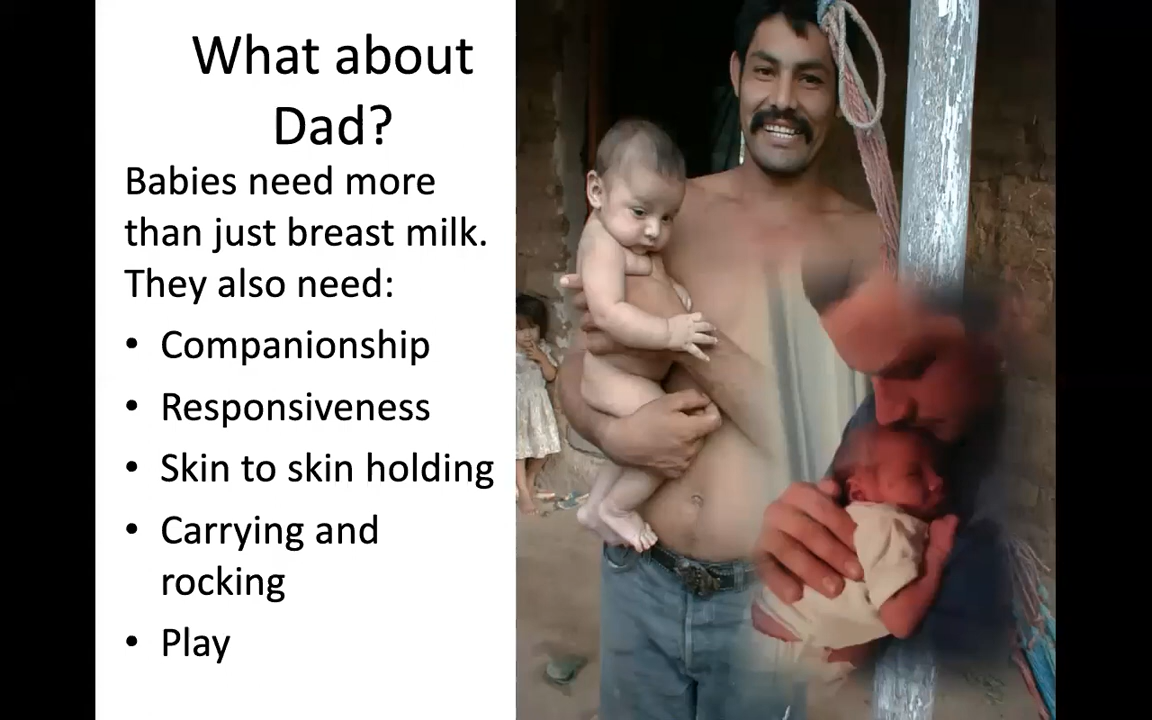 What about
Dad?
Babies need more
than just breast milk.
They also need:
• Companionship
• Responsiveness
• Skin to skin holding
• Carrying and
rocking
• Play